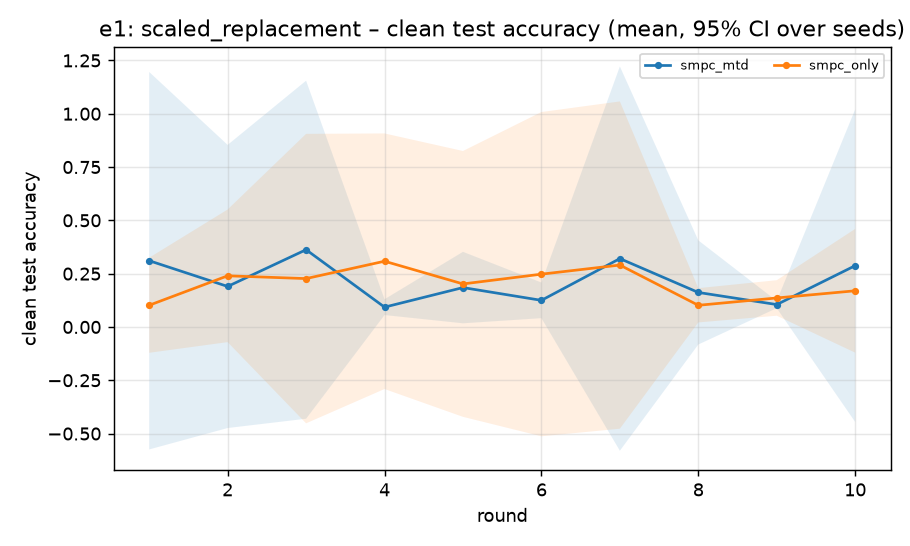 e1: scaled_replacement – clean test accuracy (mean, 95% CI over seeds)
smpc_mtd smpc_only
clean test accuracy
1.25
1.00
0.75
0.50
0.25
0.00
−0.25
−0.50
2 4 6 8 10
round